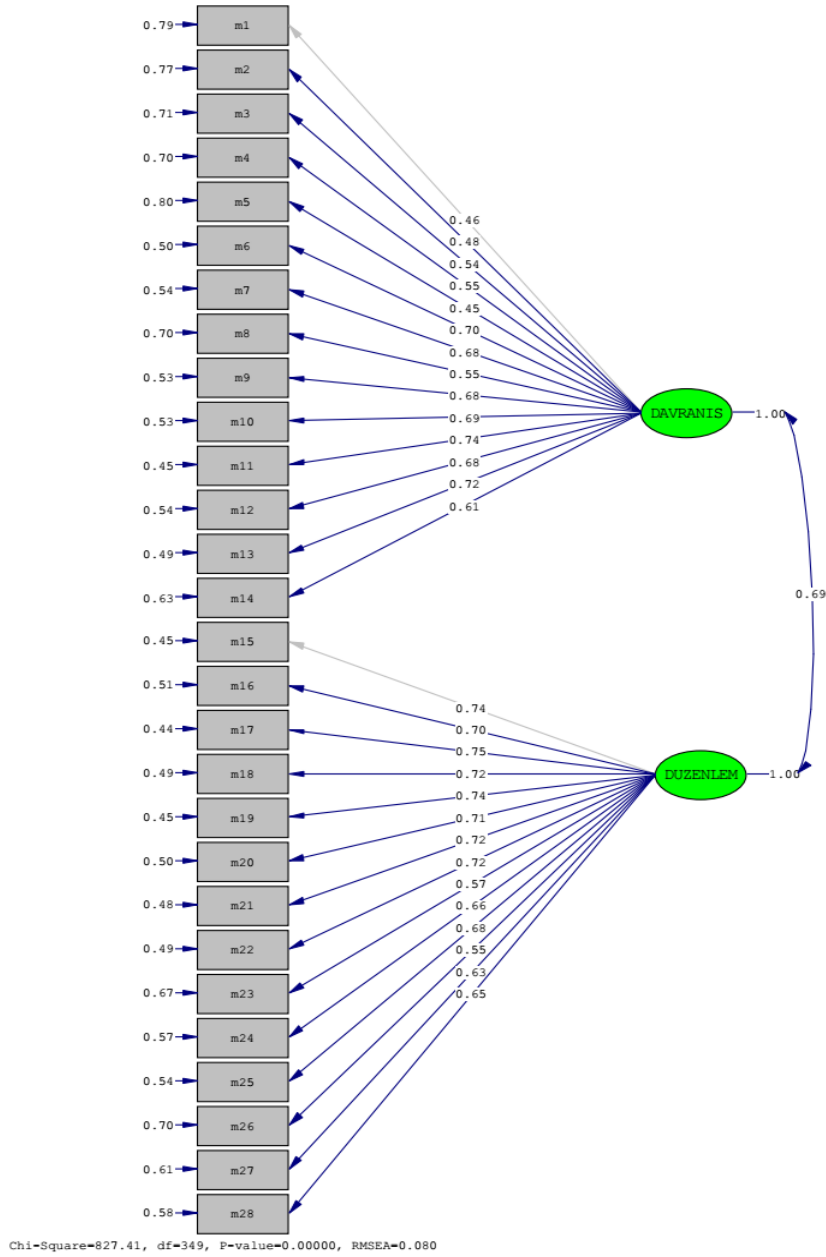 0.79 m1
0.77 m2
0.71 m3
0.70 m4
0.80 m5
0.46
0.48
0.50 m6
0.54
0.54 m7
0.55
0.45
0.70 m8
0.70
0.68
0.53 m9
0.55
0.68
0.53 m10
0.69
DAVRANIS 1.00
0.74
0.45 m11
0.68
0.72
0.54 m12
0.61
0.49 m13
0.63 m14
0.69
0.45 m15
0.51 m16
0.74
0.44 m17
0.70
0.75
0.49 m18
0.72
DUZENLEM 1.00
0.74
0.45 m19
0.71
0.72
0.50 m20
0.72
0.57
0.48 m21
0.66
0.68
0.49 m22
0.55
0.63
0.67 m23
0.65
0.57 m24
0.54 m25
0.70 m26
0.61 m27
0.58 m28
Chi-Square=827.41, df=349, P-value=0.00000, RMSEA=0.080